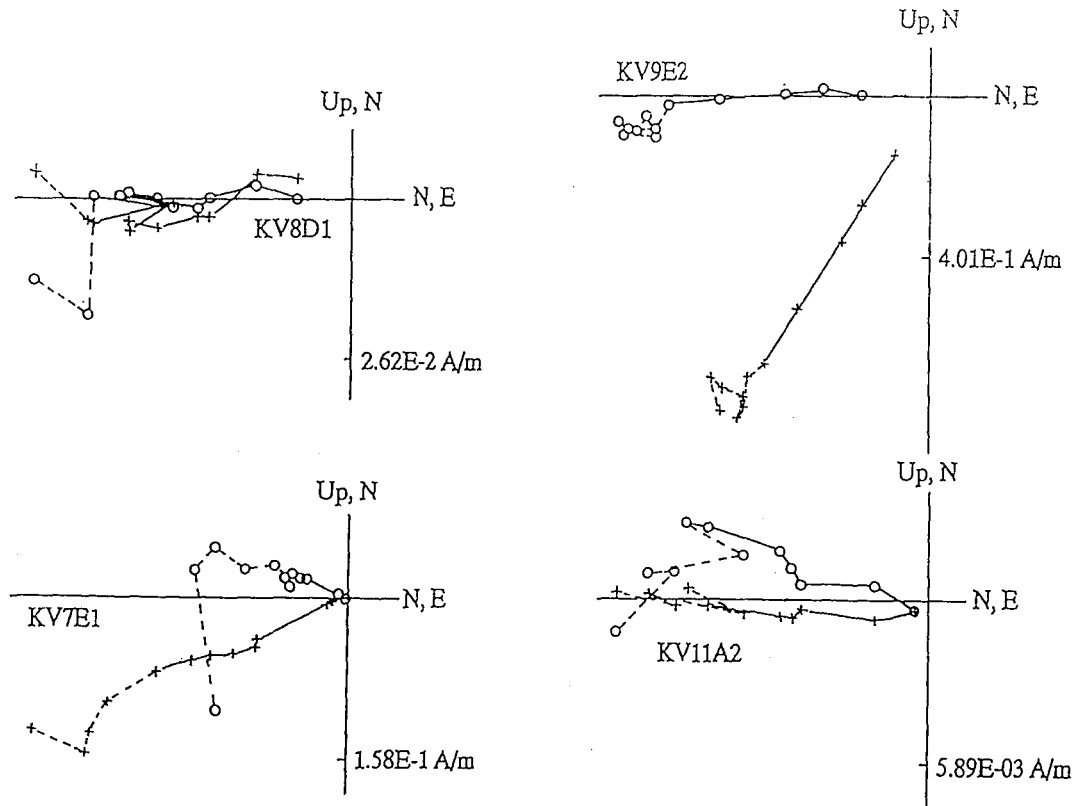 Up, N
N, E
KV8D1
2.62E-2 A/m
Up, N
KV9E2
N, E
4.01E-1 A/m
Up, N
N, E
KV7E1
1.58E-1 A/m
Up, N
N, E
KV11A2
5.89E-03 A/m